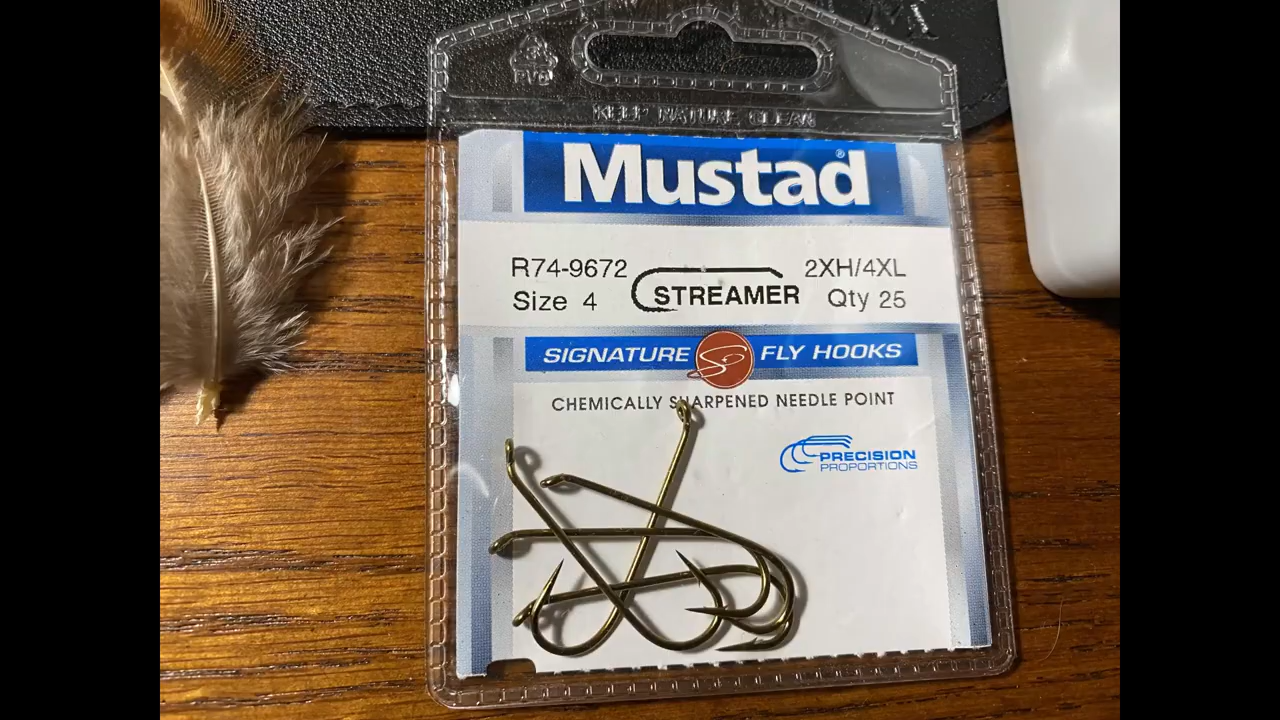 PVC
KEEP NATURE CLEAN
Mustad®
R74-9672 2XH/4XL
Size 4 STREAMER Qty 25
SIGNATURE FLY HOOKS
CHEMICALLY SHARPENED NEEDLE POINT
PRECISION
PROPORTIONS